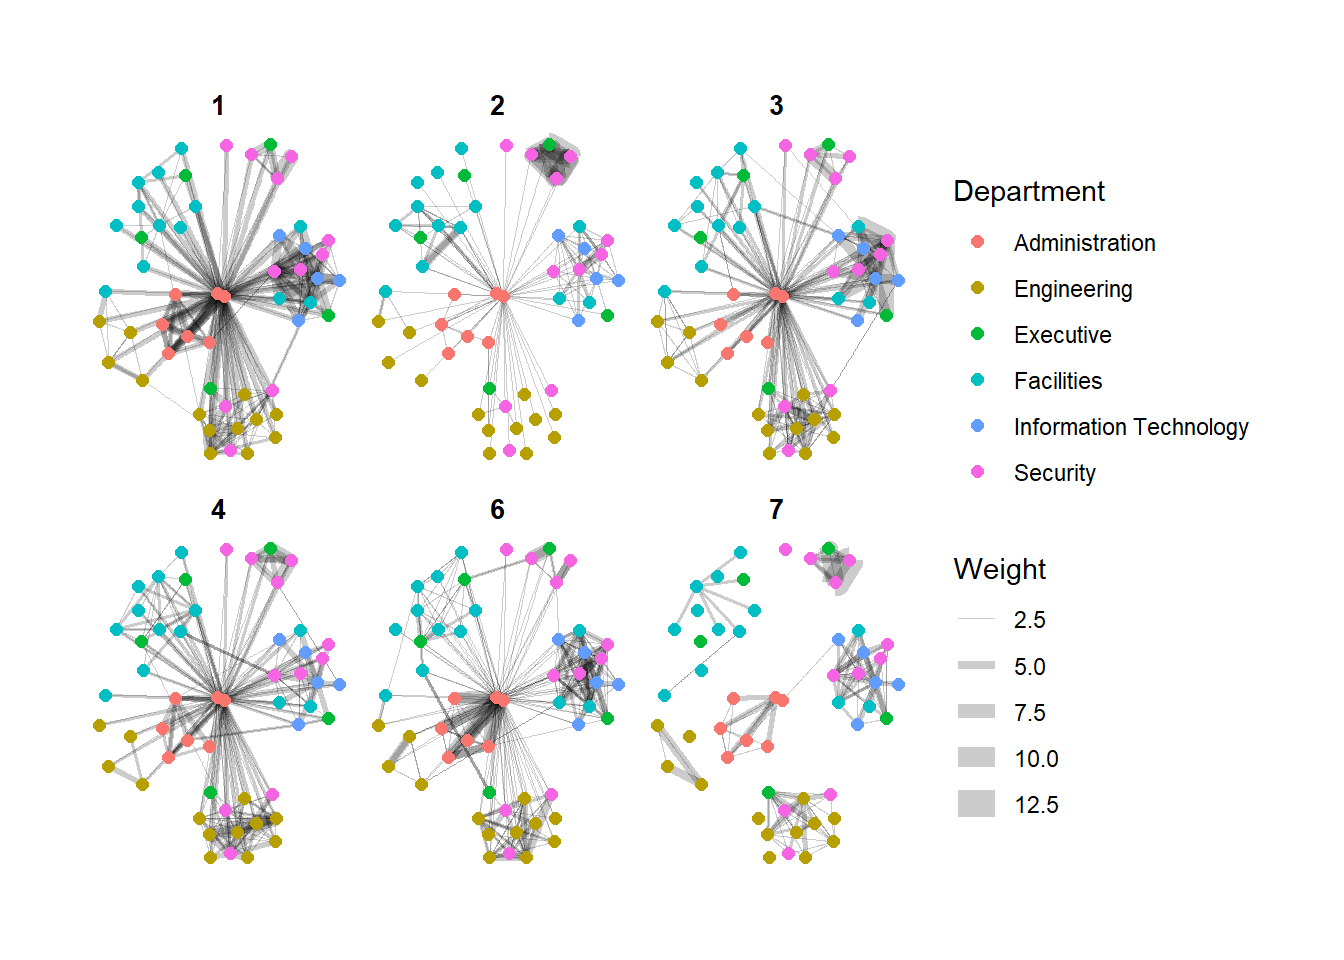 1
2
3
4
6
7
Department
Administration
Engineering
Executive
Facilities
Information Technology
Security
Weight
2.5
5.0
7.5
10.0
12.5